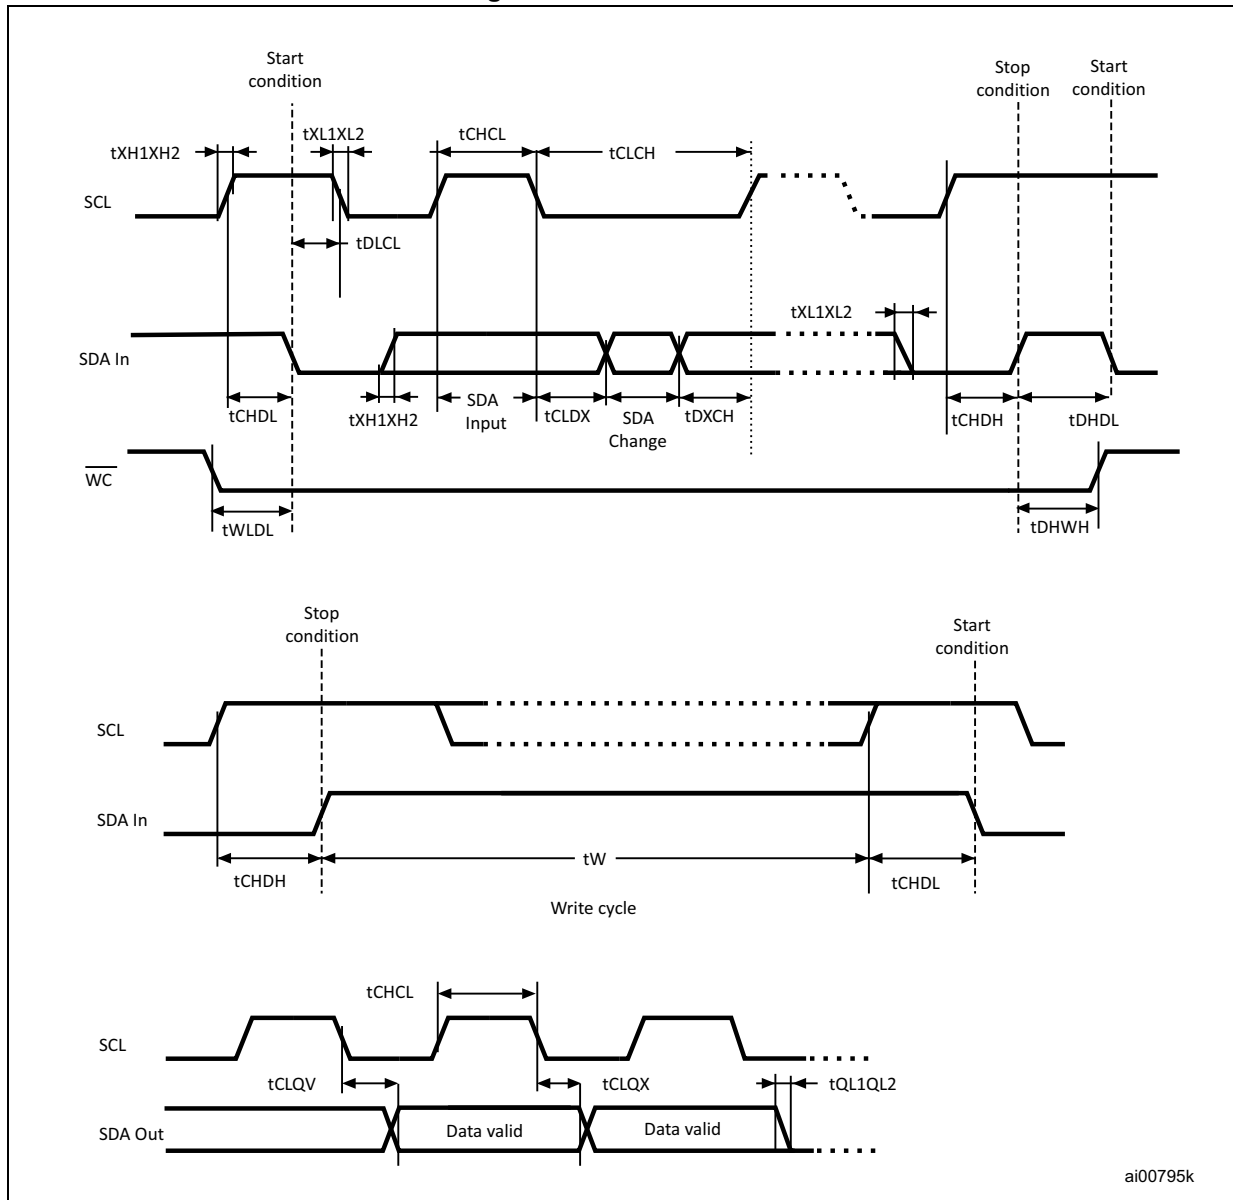 Start
condition
Stop
condition
Start
condition
tXH1XH2
tXL1XL2
tCHCL
tCLCH
SCL
tDLCL
tXL1XL2
SDA In
tCHDL
tXH1XH2
SDA
Input
tCLDX
SDA
Change
tDXCH
tCHDH
tDHDL
WC
tWLDL
tDHWH
Stop
condition
Start
condition
SCL
SDA In
tCHDH
tW
tCHDL
Write cycle
tCHCL
SCL
tCLQV
tCLQX
tQL1QL2
SDA Out
Data valid
Data valid
ai00795k